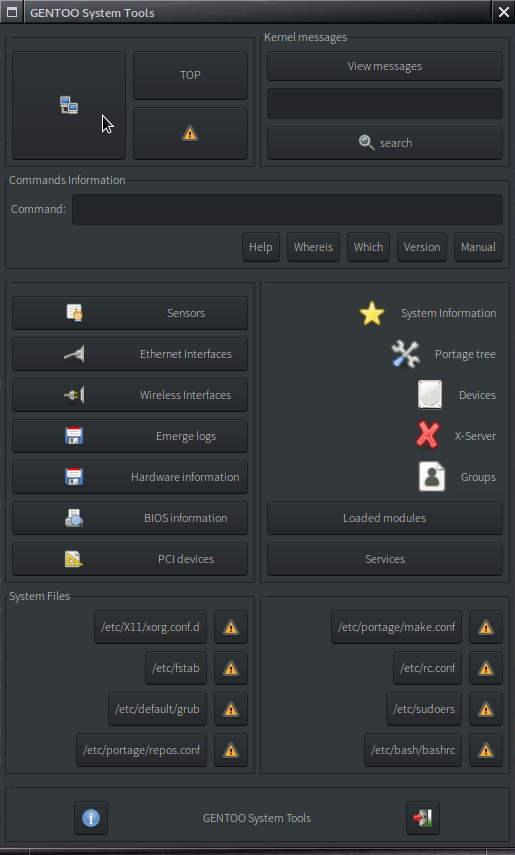 GENTOO System Tools
TOP
Kernel messages
View messages
search
Commands Information
Command:
Help Whereis Which Version Manual
Sensors
Ethernet Interfaces
Wireless Interfaces
Emerge logs
Hardware information
BIOS information
PCI devices
System Information
Portage tree
Devices
X-Server
Groups
Loaded modules
Services
System Files
/etc/X11/xorg.conf.d
/etc/fstab
/etc/default/grub
/etc/portage/repos.conf
/etc/portage/make.conf
/etc/rc.conf
/etc/sudoers
/etc/bash/bashrc
GENTOO System Tools